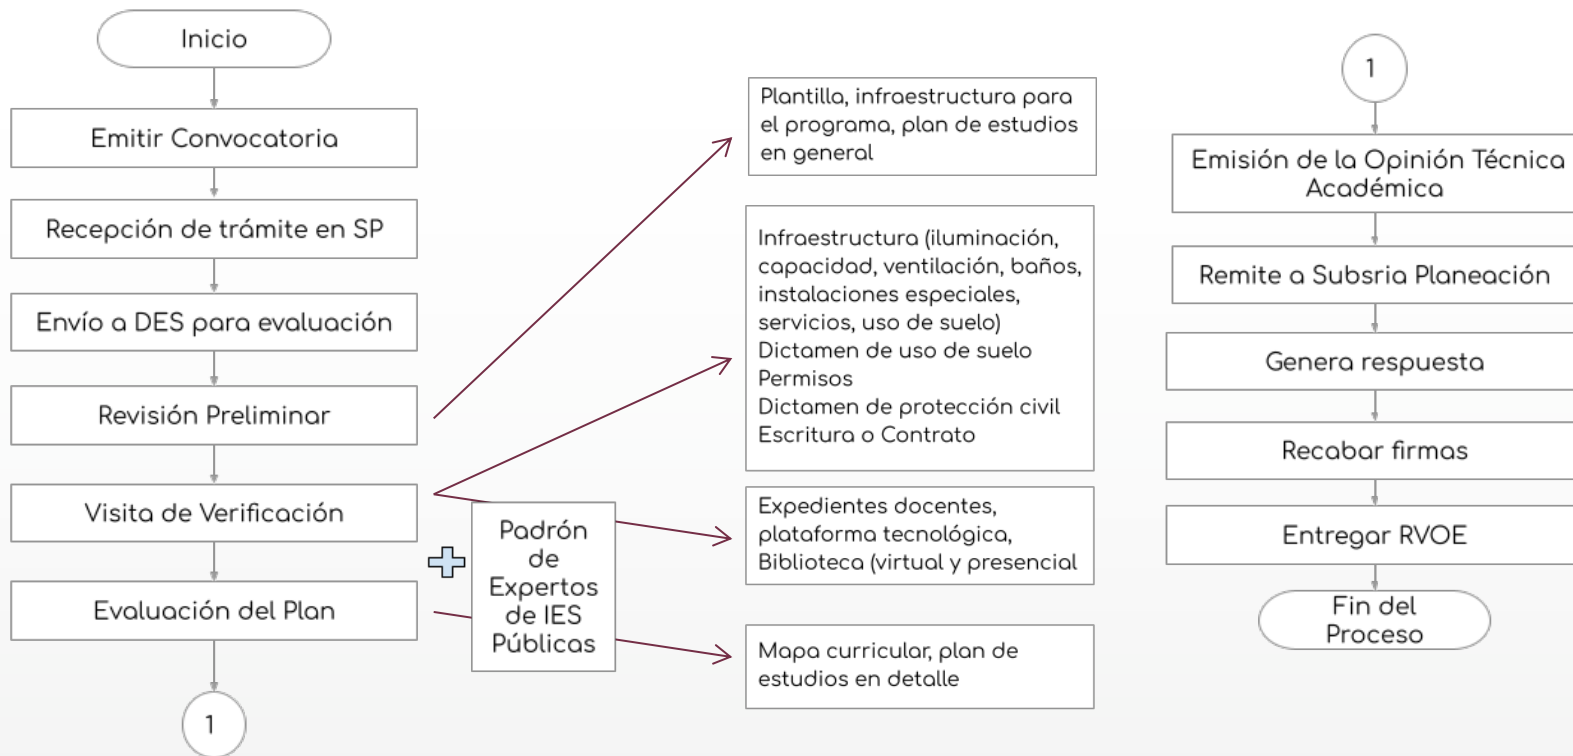 Inicio
Emitir Convocatoria
Recepción de trámite en SP
Envío a DES para evaluación
Revisión Preliminar
Visita de Verificación
Evaluación del Plan
1
Padrón
de
Expertos
de IES
Públicas
Plantilla, infraestructura para
el programa, plan de estudios
en general
Infraestructura (iluminación,
capacidad, ventilación, baños,
instalaciones especiales,
servicios, uso de suelo)
Dictamen de uso de suelo
Permisos
Dictamen de protección civil
Escritura o Contrato
Expedientes docentes,
plataforma tecnológica,
Biblioteca (virtual y presencial
Mapa curricular, plan de
estudios en detalle
1
Emisión de la Opinión Técnica
Académica
Remite a Subsria Planeación
Genera respuesta
Recabar firmas
Entregar RVOE
Fin del
Proceso